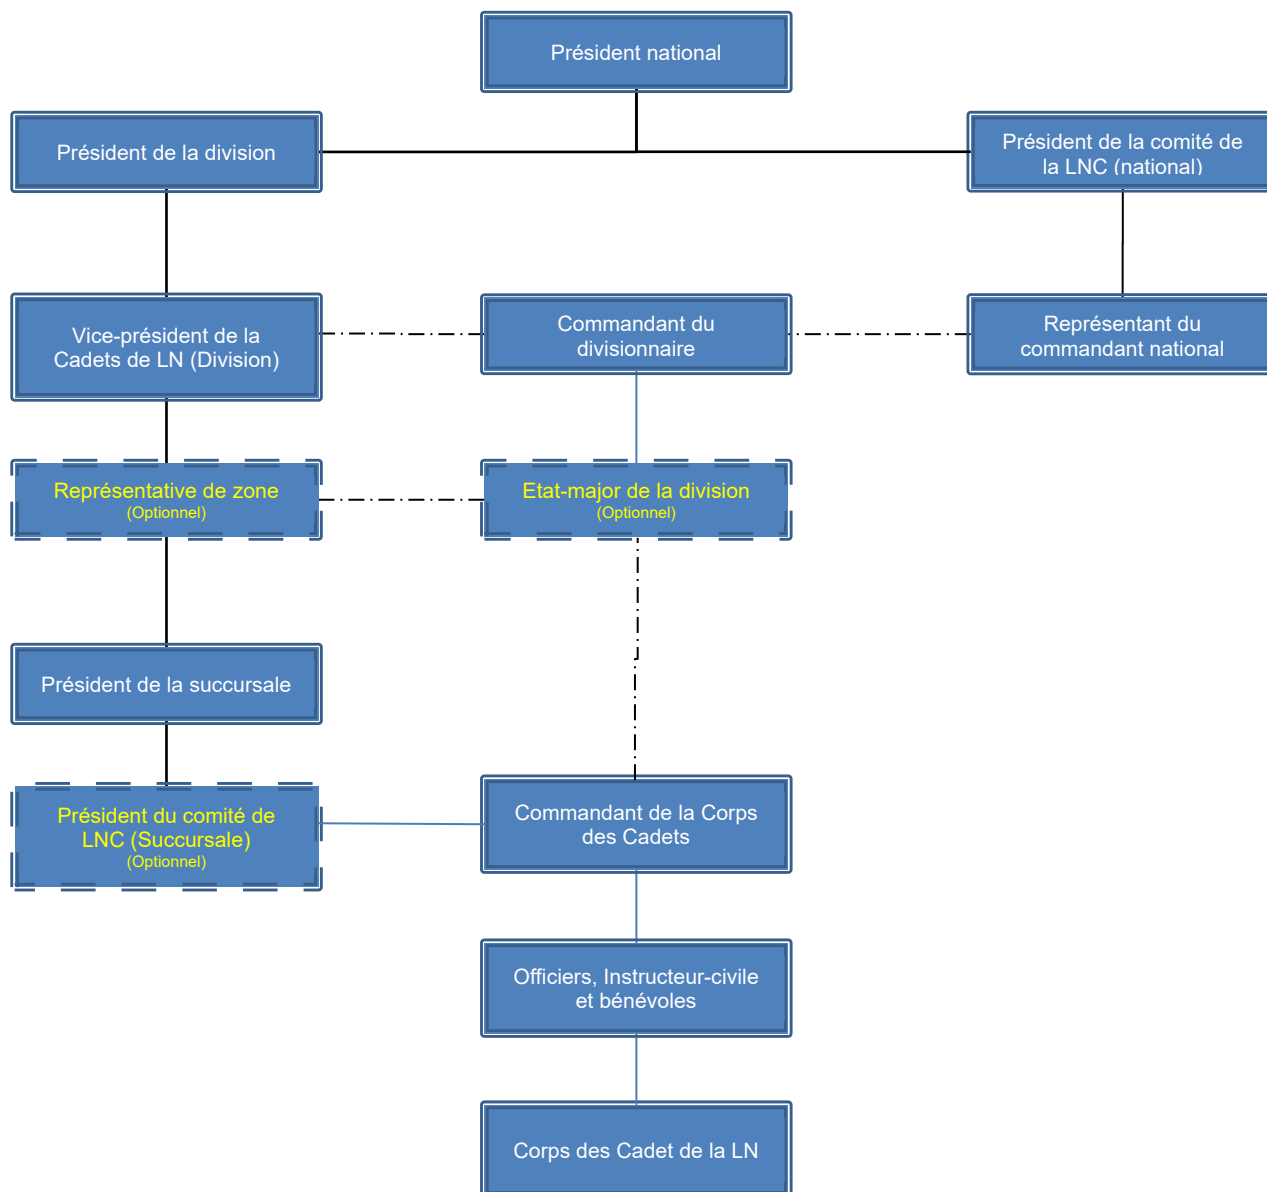 Président national
Président de la division
Président de la comité de
la LNC (national)
Vice-président de la
Cadets de LN (Division)
Commandant du
divisionnaire
Représentant du
commandant national
Représentative de zone
(Optionnel)
Etat-major de la division
(Optionnel)
Président de la succursale
Président du comité de
LNC (Succursale)
(Optionnel)
Commandant de la Corps
des Cadets
Officiers, Instructeur-civile
et bénévoles
Corps des Cadet de la LN